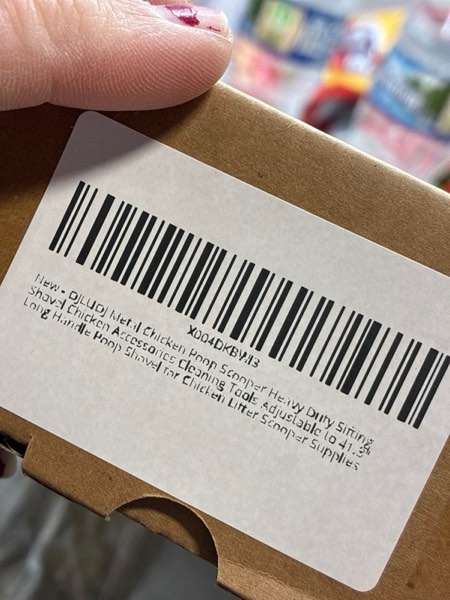 X004DKBWI3
New - DJLUDJ Metal Chicken Poop Scooper Heavy Duty Sifting
Shovel Chicken Accessories Cleaning Tools Adjustable to 41.3"
Long Handle Poop Shovel for Chicken Litter Scooper Supplies